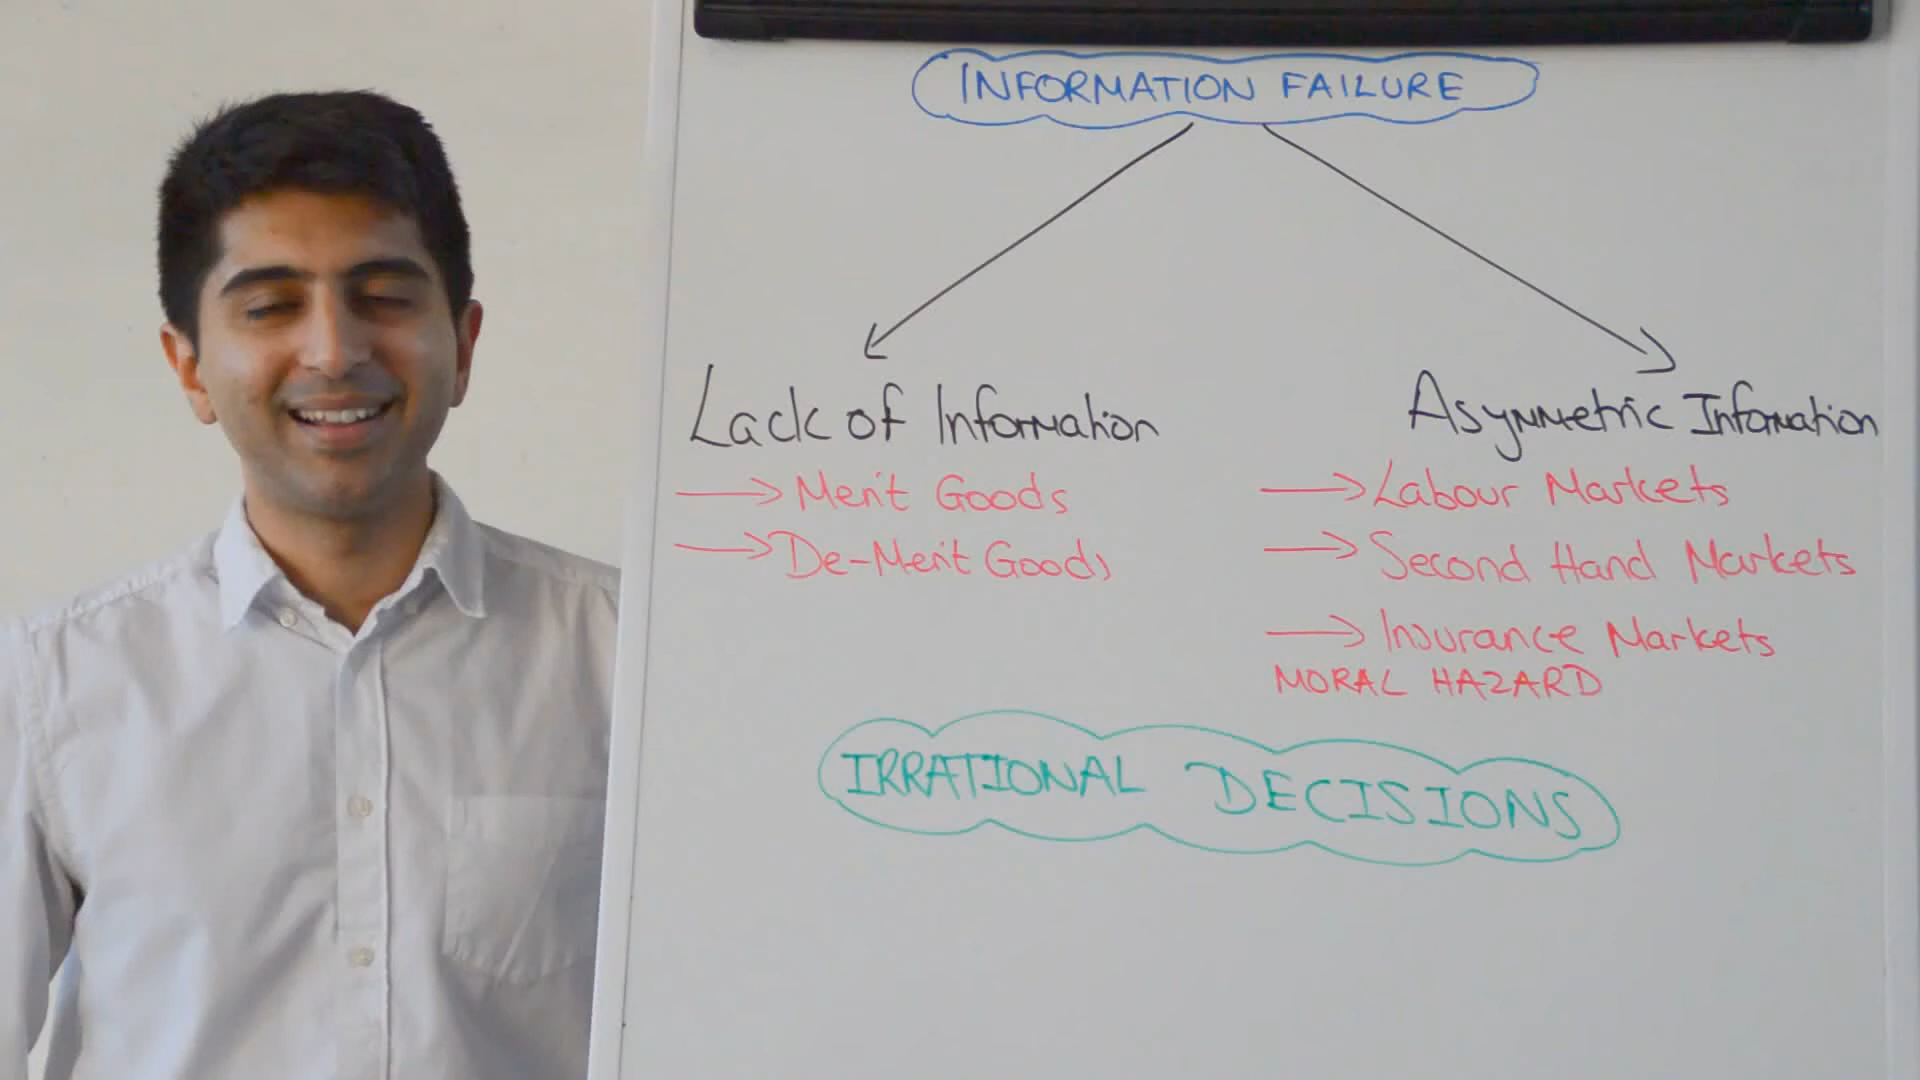 INFORMATION FAILURE
Lack of Information
Merit Goods
De-Merit Goods
Asymmetric Information
Labour Markets
Second Hand Markets
Insurance Markets
MORAL HAZARD
IRRATIONAL DECISIONS